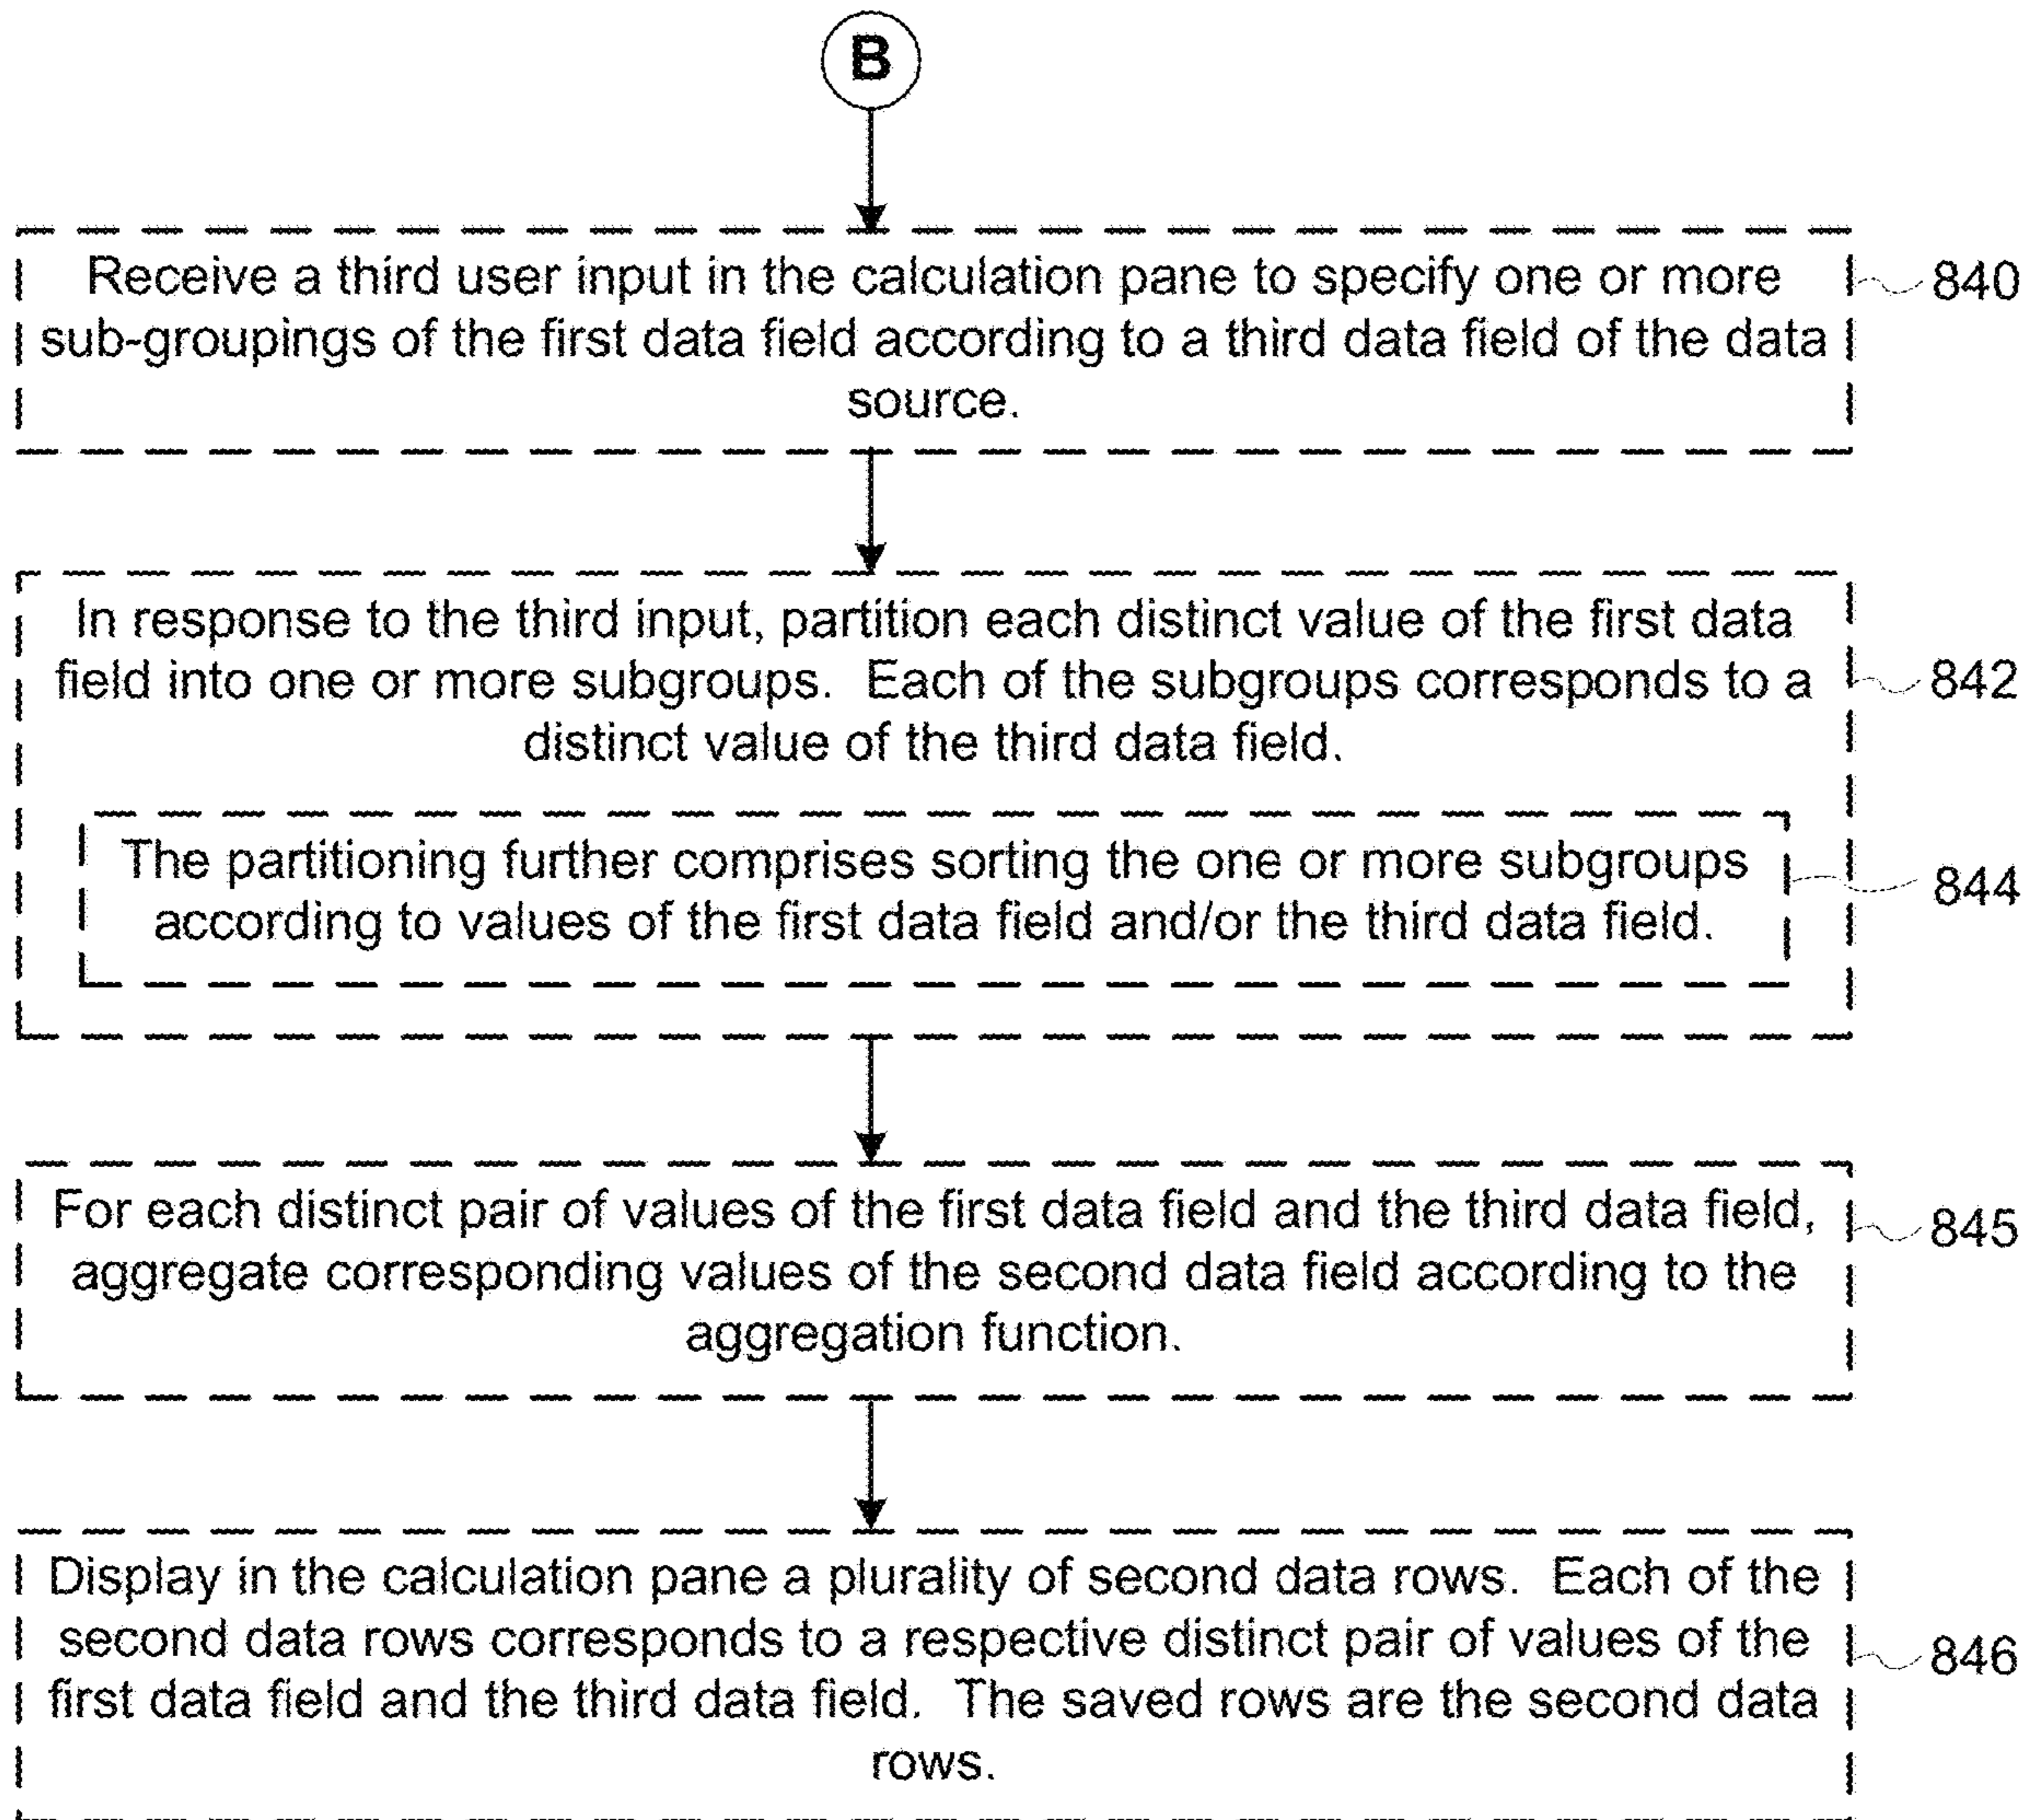 B
Receive a third user input in the calculation pane to specify one or more
sub-groupings of the first data field according to a third data field of the data
source.
840
In response to the third input, partition each distinct value of the first data
field into one or more subgroups.  Each of the subgroups corresponds to a
distinct value of the third data field.
842
The partitioning further comprises sorting the one or more subgroups
according to values of the first data field and/or the third data field.
844
For each distinct pair of values of the first data field and the third data field,
aggregate corresponding values of the second data field according to the
aggregation function.
845
Display in the calculation pane a plurality of second data rows.  Each of the
second data rows corresponds to a respective distinct pair of values of the
first data field and the third data field.  The saved rows are the second data
rows.
846